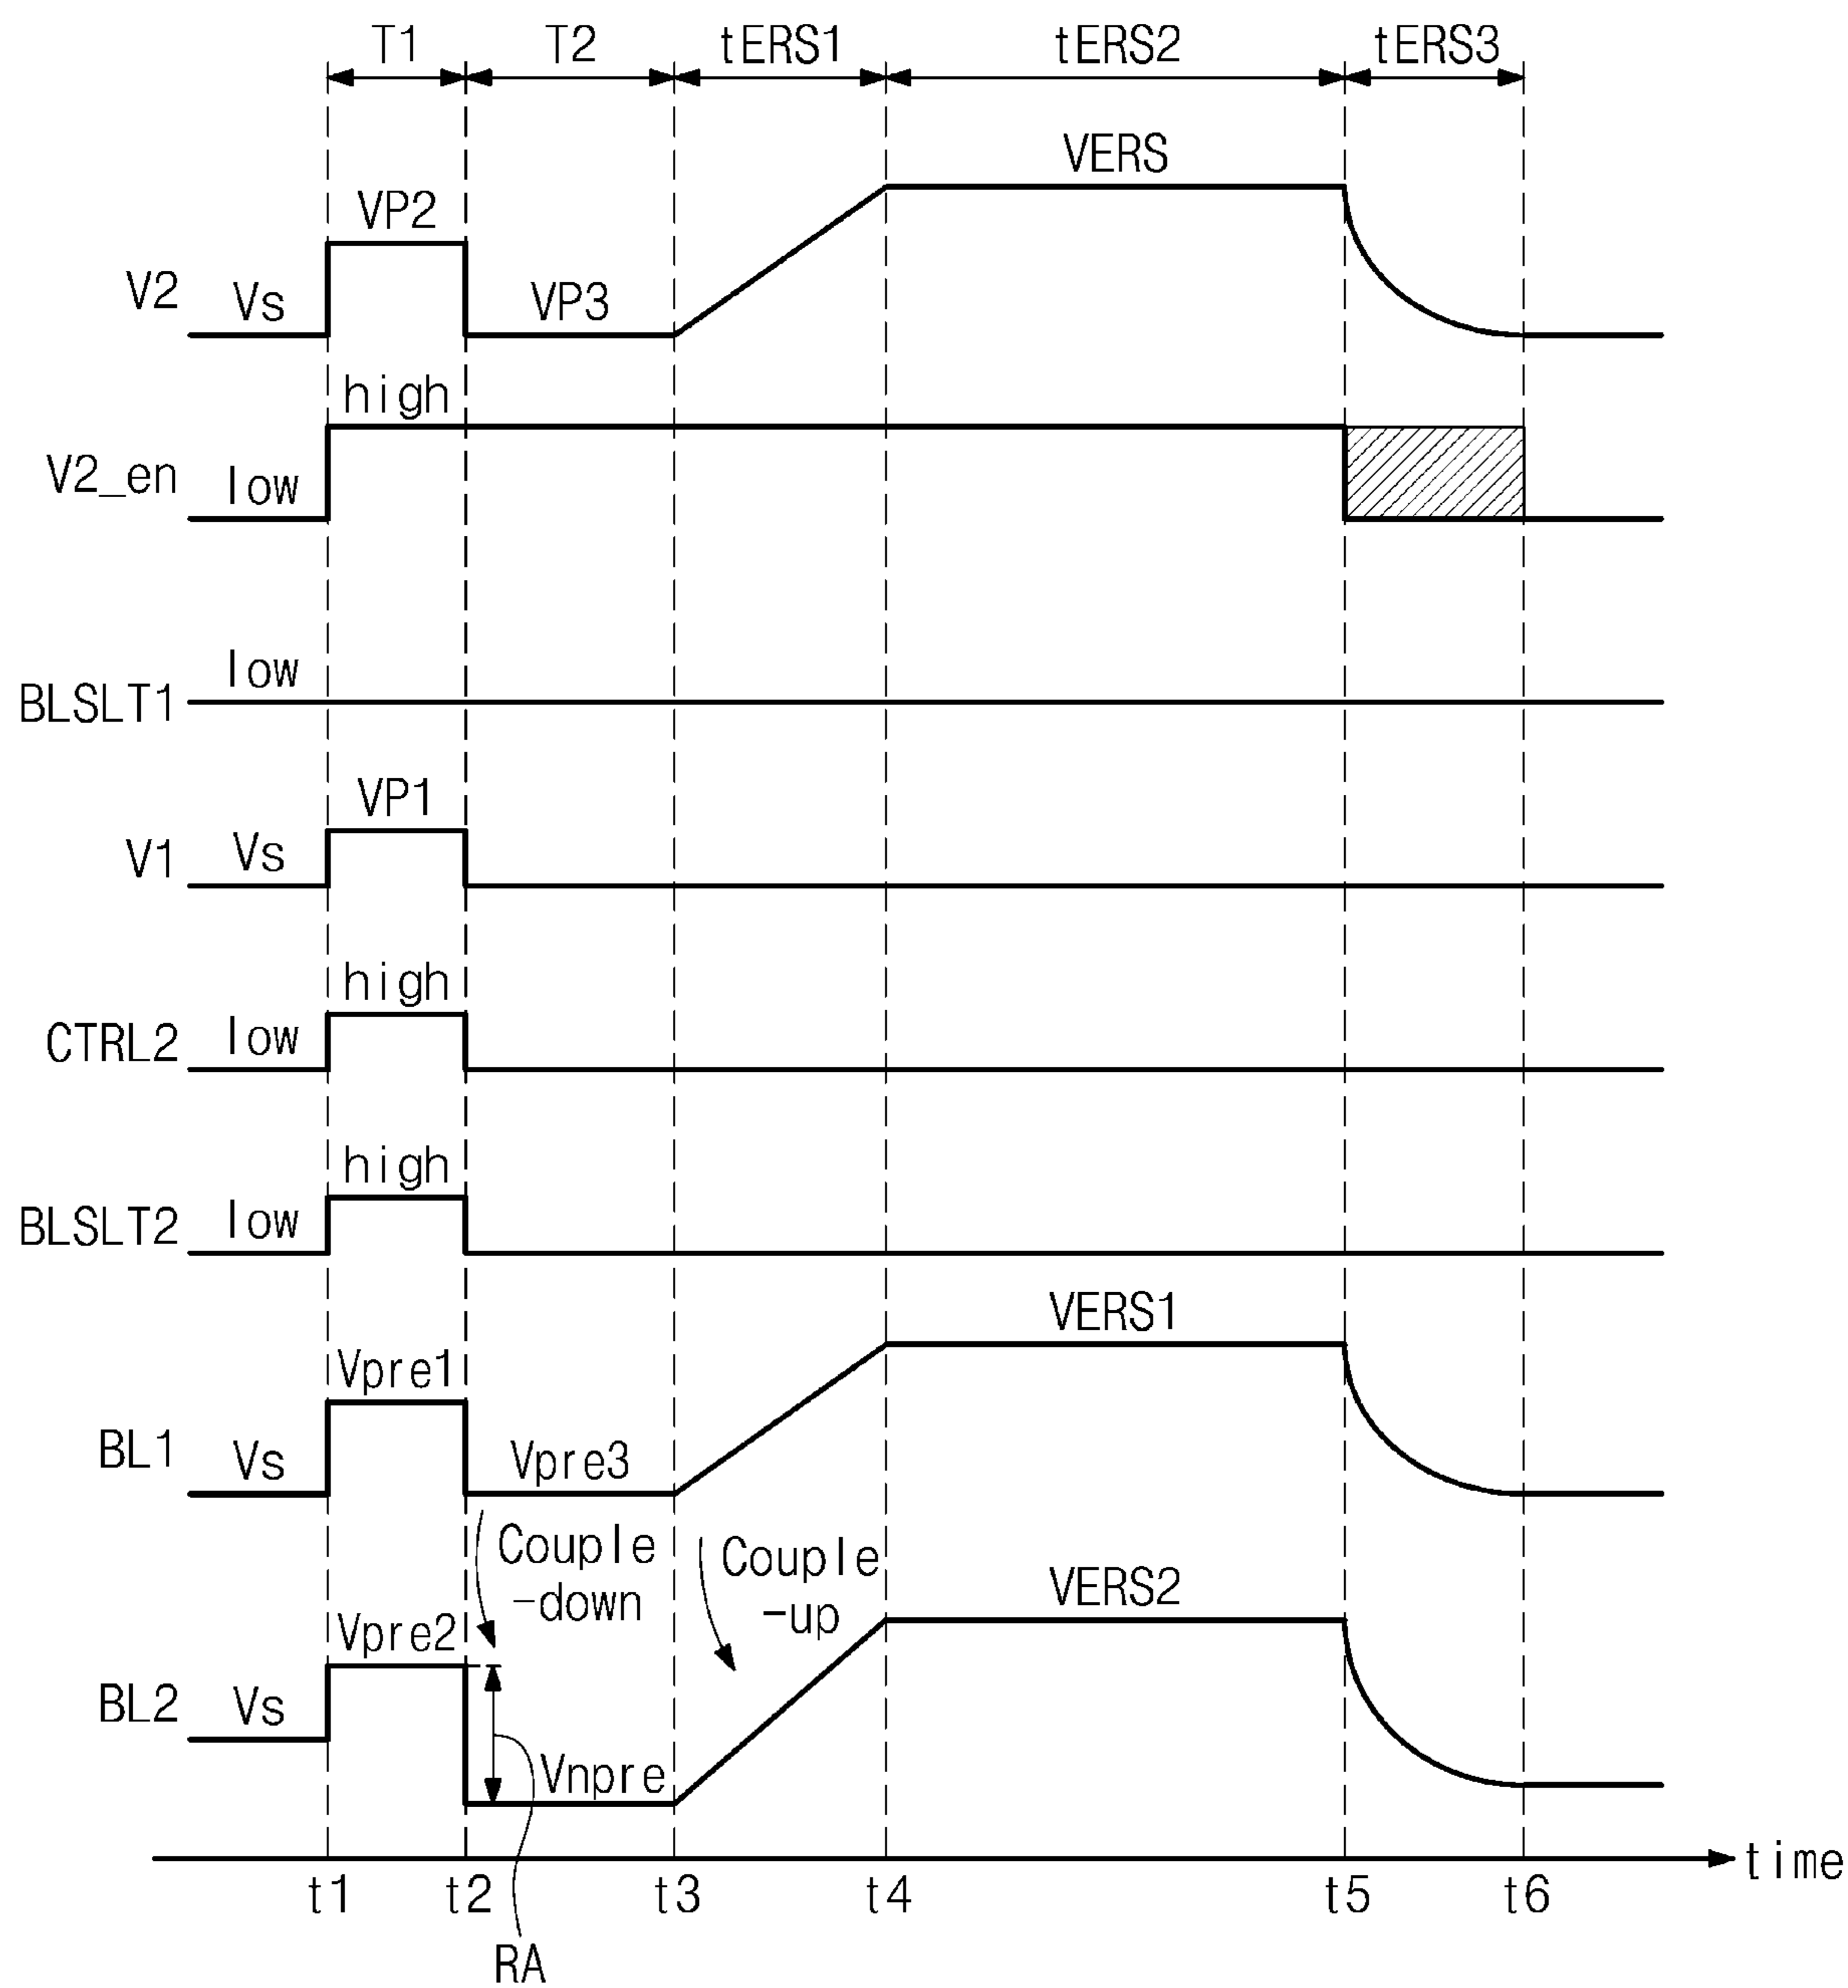 T1 T2 tERS1 tERS2 tERS3
VERS
VP2
V2 Vs VP3
high
V2_en low
low
BLSLT1
VP1
V1 Vs
high
CTRL2 low
high
BLSLT2 low
VERS1
Vpre1
BL1 Vs Vpre3
Couple
-down
Couple
-up
VERS2
Vpre2
BL2 Vs
Vnpre
time
t1 t2 t3 t4 t5 t6
RA